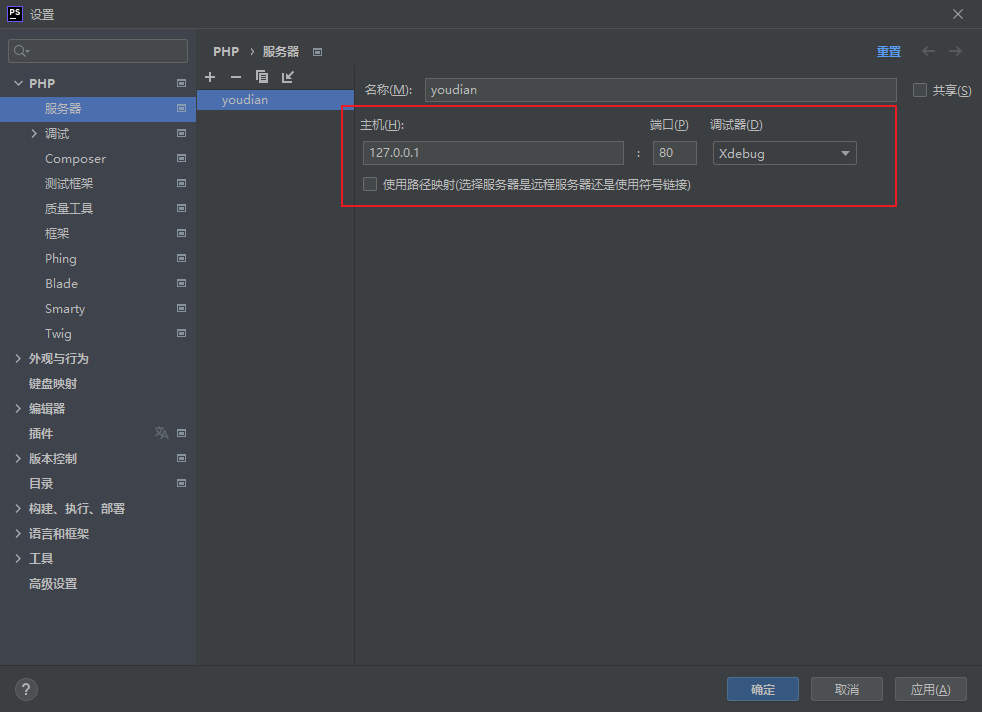 PS 设置
PHP › 服务器
重置
PHP
服务器
调试
Composer
测试框架
质量工具
框架
Phing
Blade
Smarty
Twig
外观与行为
键盘映射
编辑器
插件
版本控制
目录
构建、执行、部署
语言和框架
工具
高级设置
youdian
名称(M): youdian 共享(S)
主机(H): 端口(P) 调试器(D)
127.0.0.1 : 80 Xdebug
使用路径映射(选择服务器是远程服务器还是使用符号链接)
? 确定 取消 应用(A)